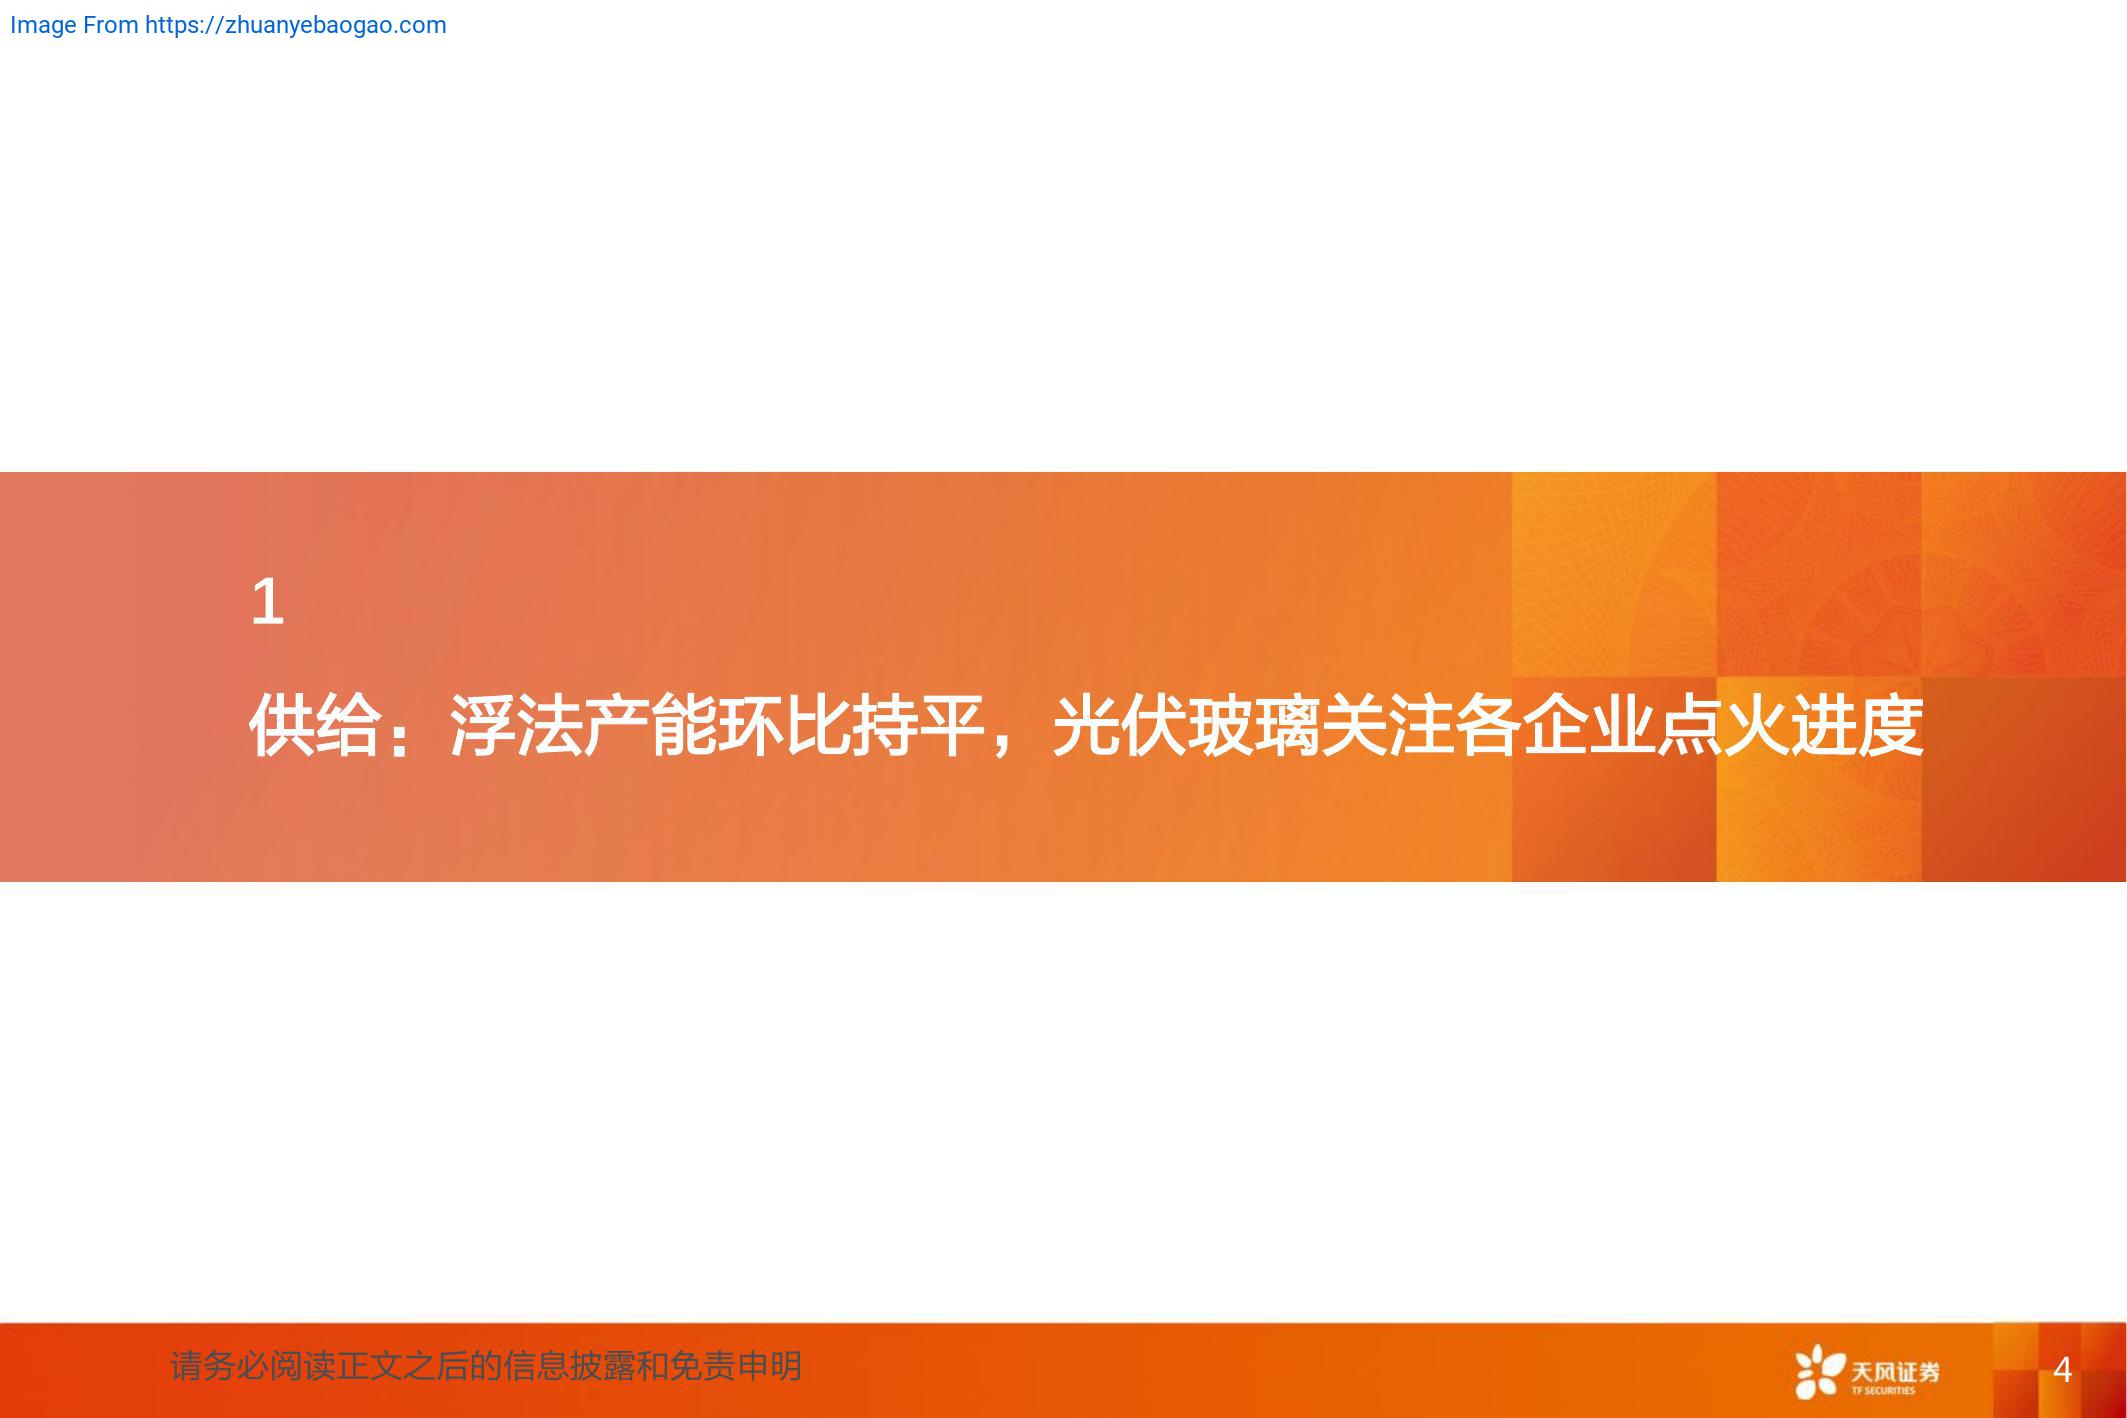 Image From https://zhuanyebaogao.com
1
供给：浮法产能环比持平，光伏玻璃关注各企业点火进度
请务必阅读正文之后的信息披露和免责申明
天风证券
TF SECURITIES
4